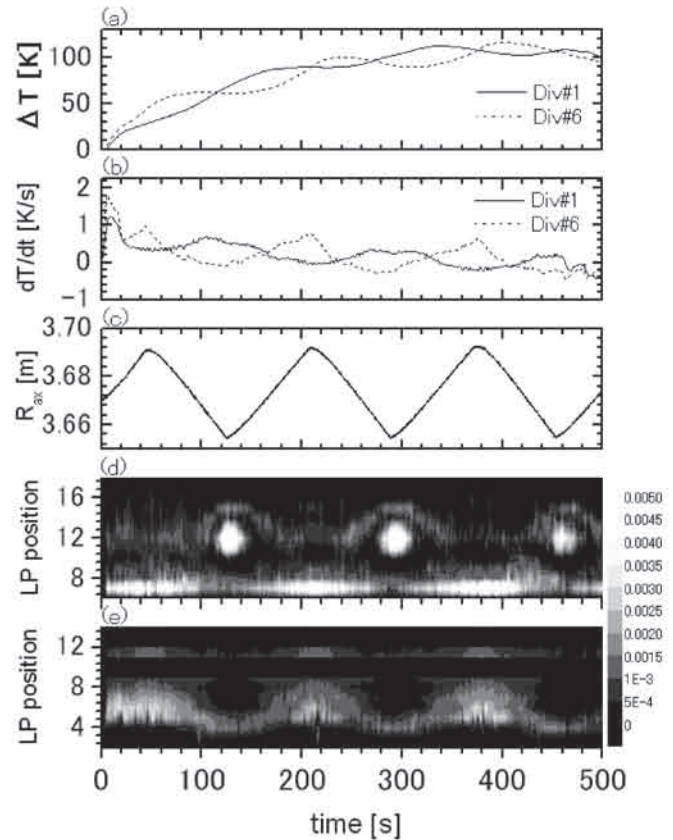 (a)
ΔT [K]
100
50
0
Div#1
Div#6
(b)
dT/dt [K/s]
2
1
0
-1
Div#1
Div#6
(c)
R_ax [m]
3.70
3.68
3.66
(d)
LP position
16
12
8
0.0050
0.0045
0.0040
0.0035
0.0030
0.0025
0.0020
0.0015
1E-3
5E-4
0
(e)
LP position
12
8
4
0 100 200 300 400 500
time [s]